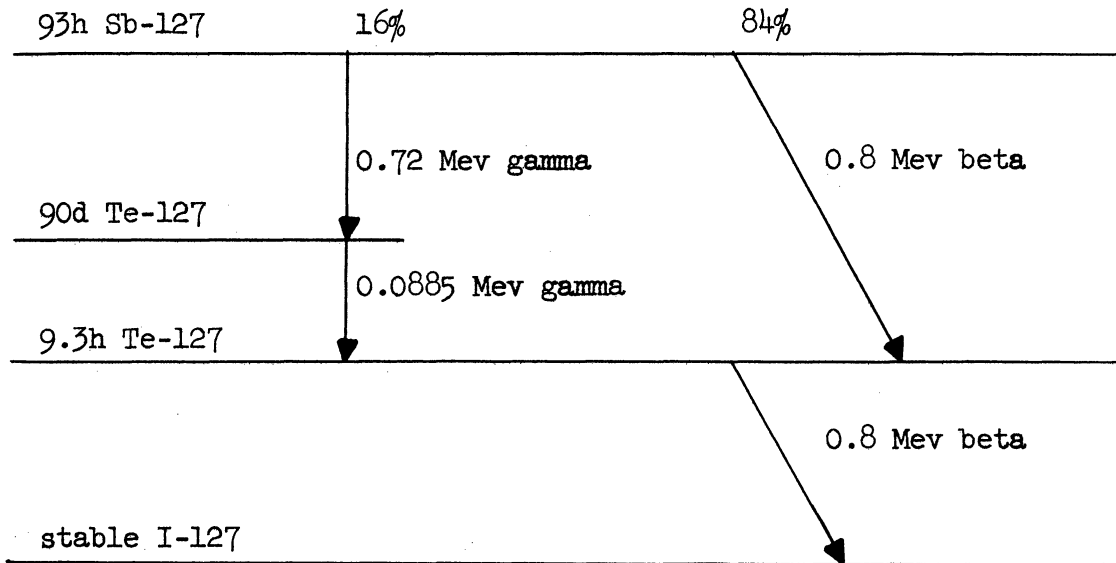 93h Sb-127 16% 84%
0.72 Mev gamma 0.8 Mev beta
90d Te-127
0.0885 Mev gamma
9.3h Te-127
0.8 Mev beta
stable I-127